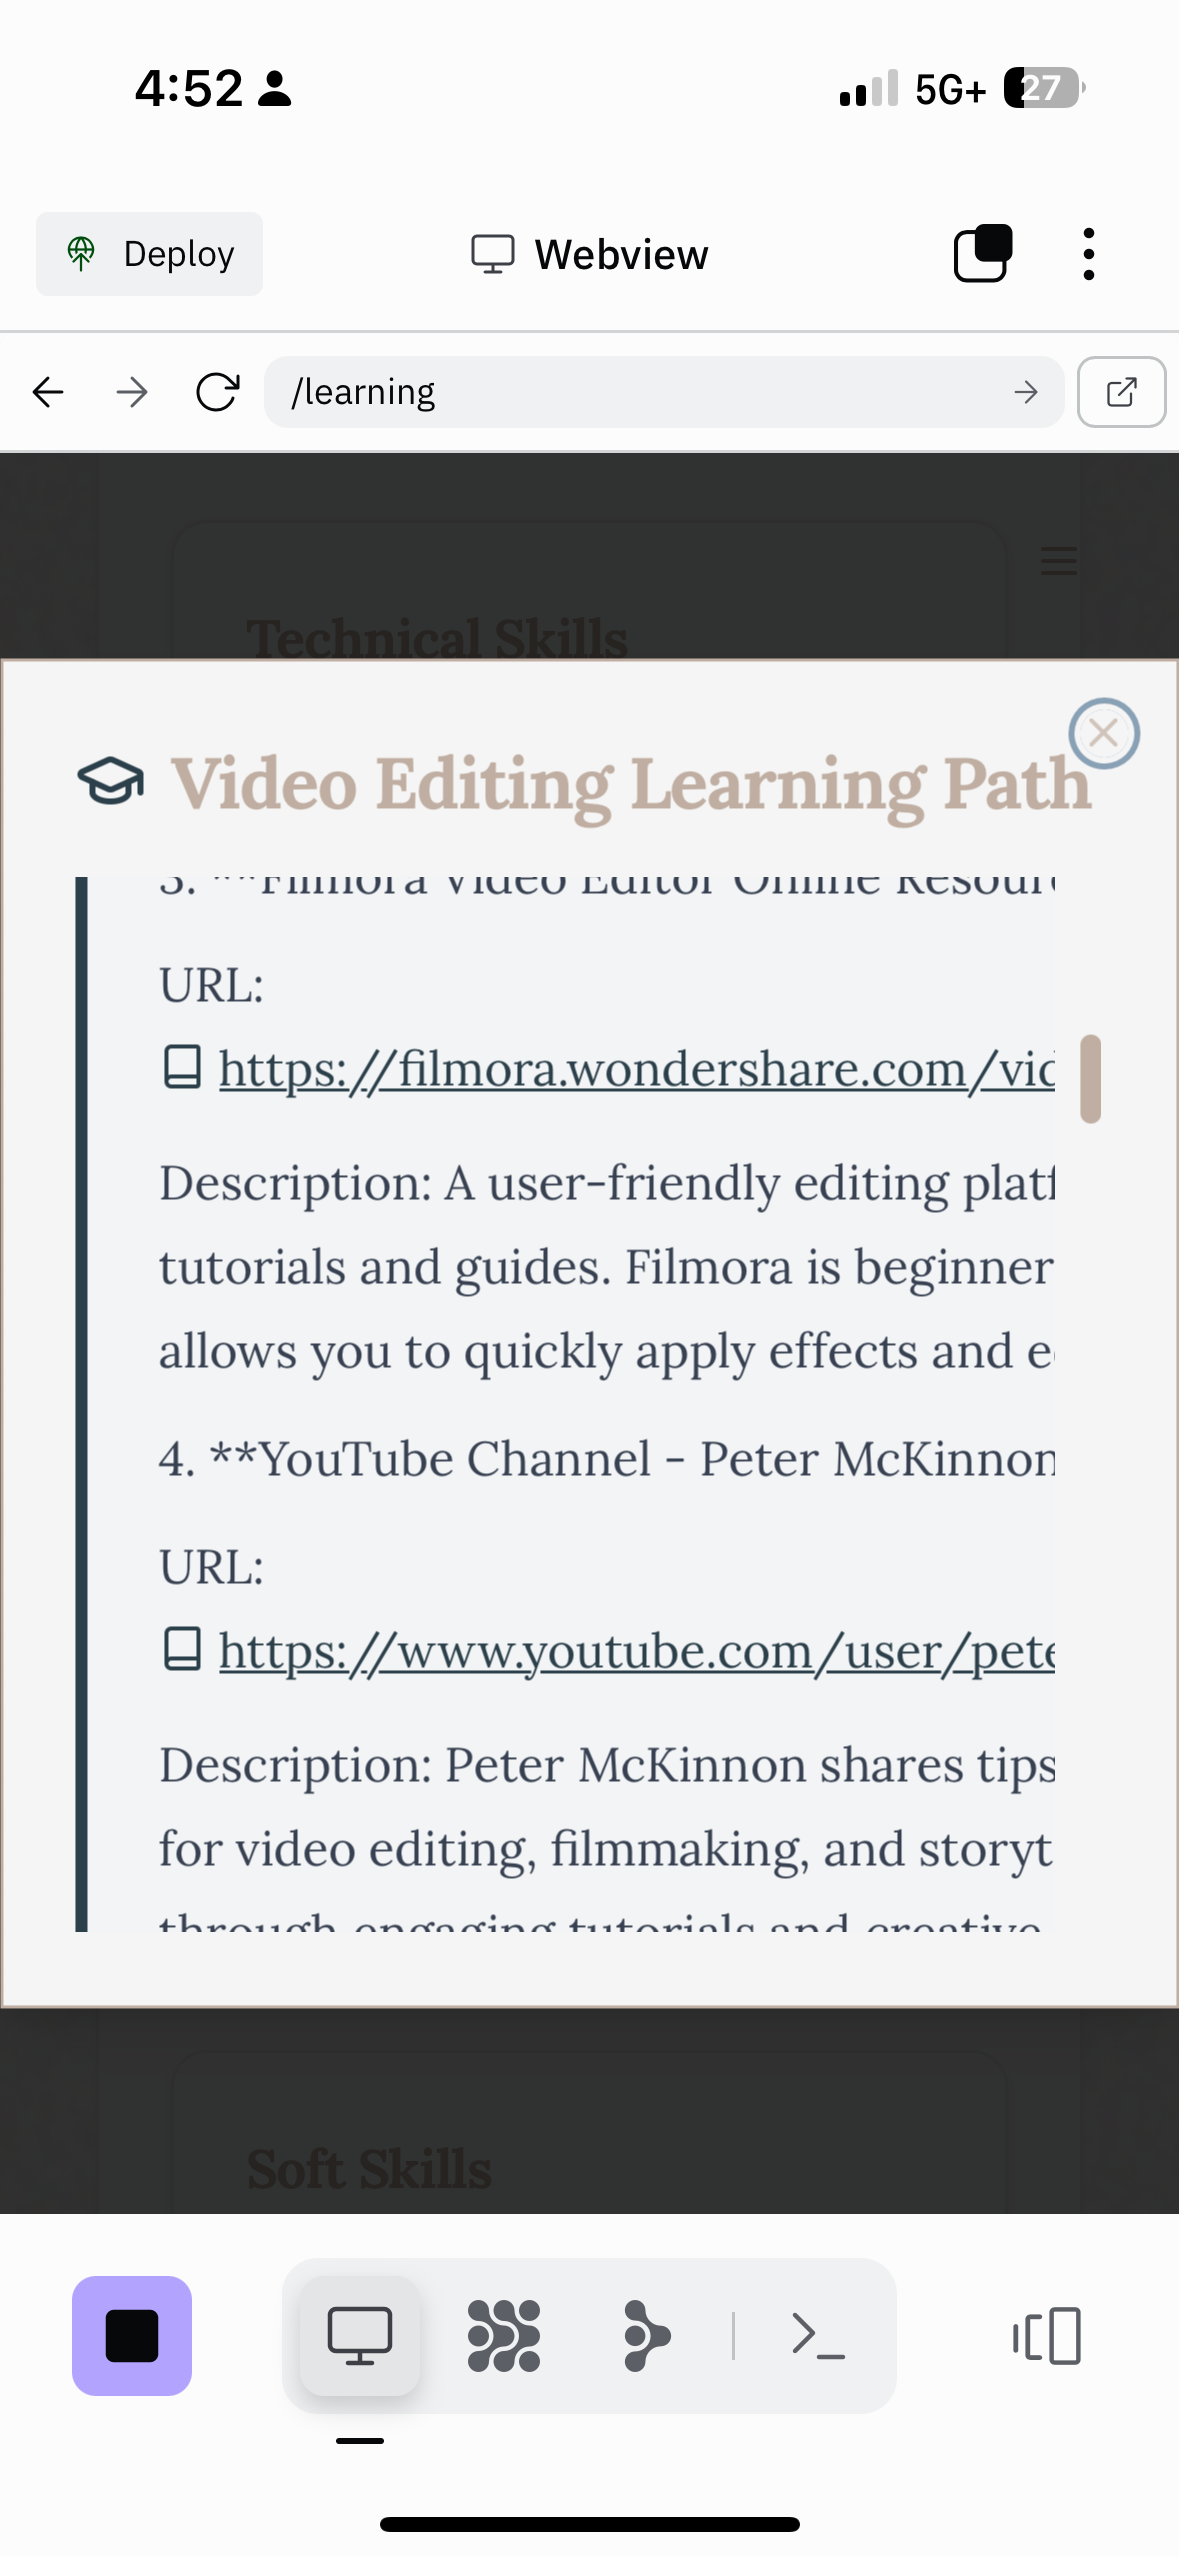 4:52
5G+
27
Deploy
Webview
/learning
Technical Skills
Video Editing Learning Path
3. **Filmora Video Editor Online
URL:
https://filmora.wondershare.com/vid
Description: A user-friendly editing
tutorials and guides. Filmora is beginner
allows you to quickly apply effects and
4. **YouTube Channel - Peter McKinnon
URL:
https://www.youtube.com/user/pete
Description: Peter McKinnon shares tips
for video editing, filmmaking, and storyt
through engaging tutorials and creative
Soft Skills